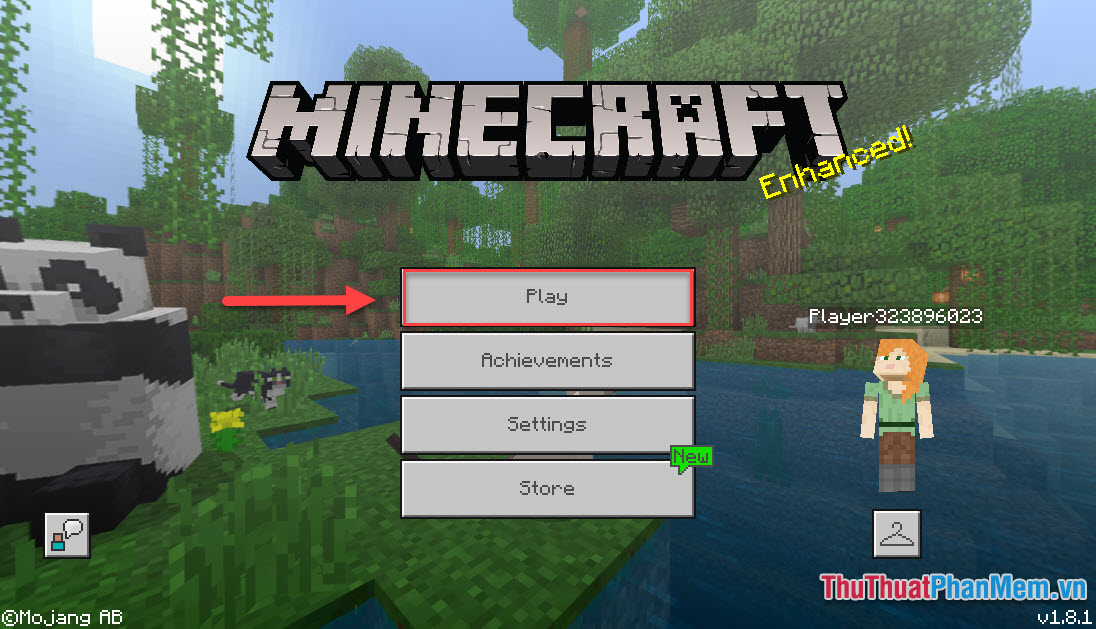 MINECRAFT
Enhanced!
Play
Player323896023
Achievements
Settings
New
Store
ThuThuatPhanMem.vn
©Mojang AB
v1.8.1